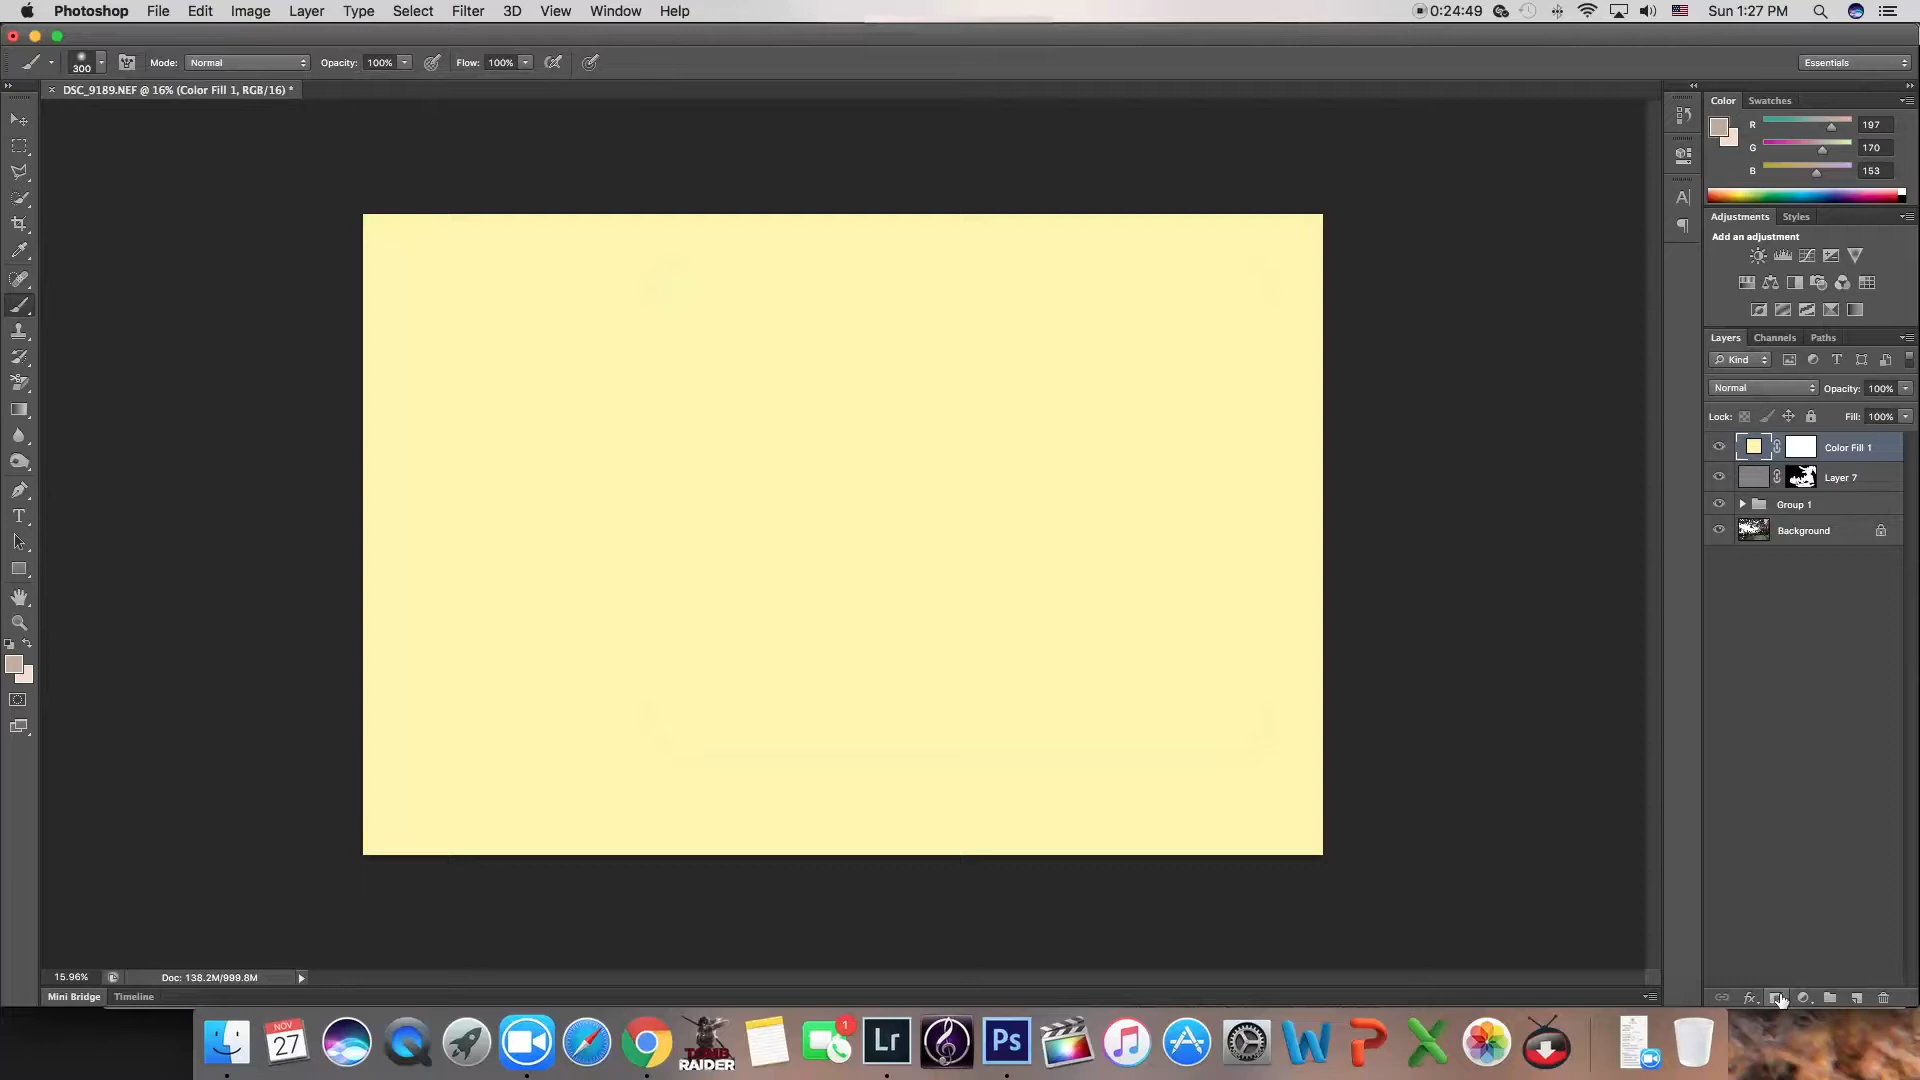 Photoshop File Edit Image Layer Type Select Filter 3D View Window Help 0:24:49 Sun 1:27 PM
300 Mode: Normal Opacity: 100% Flow: 100% Essentials
× DSC_9189.NEF @ 16% (Color Fill 1, RGB/16) *
Color Swatches
R 197
G 170
B 153
Adjustments Styles
Add an adjustment
Layers Channels Paths
Kind
Normal Opacity: 100%
Lock: Fill: 100%
Color Fill 1
Layer 7
Group 1
Background
15.96% Doc: 138.2M/999.8M
Mini Bridge Timeline
NOV
27
TOMB
RAIDER
1
Lr
Ps
W
P
X